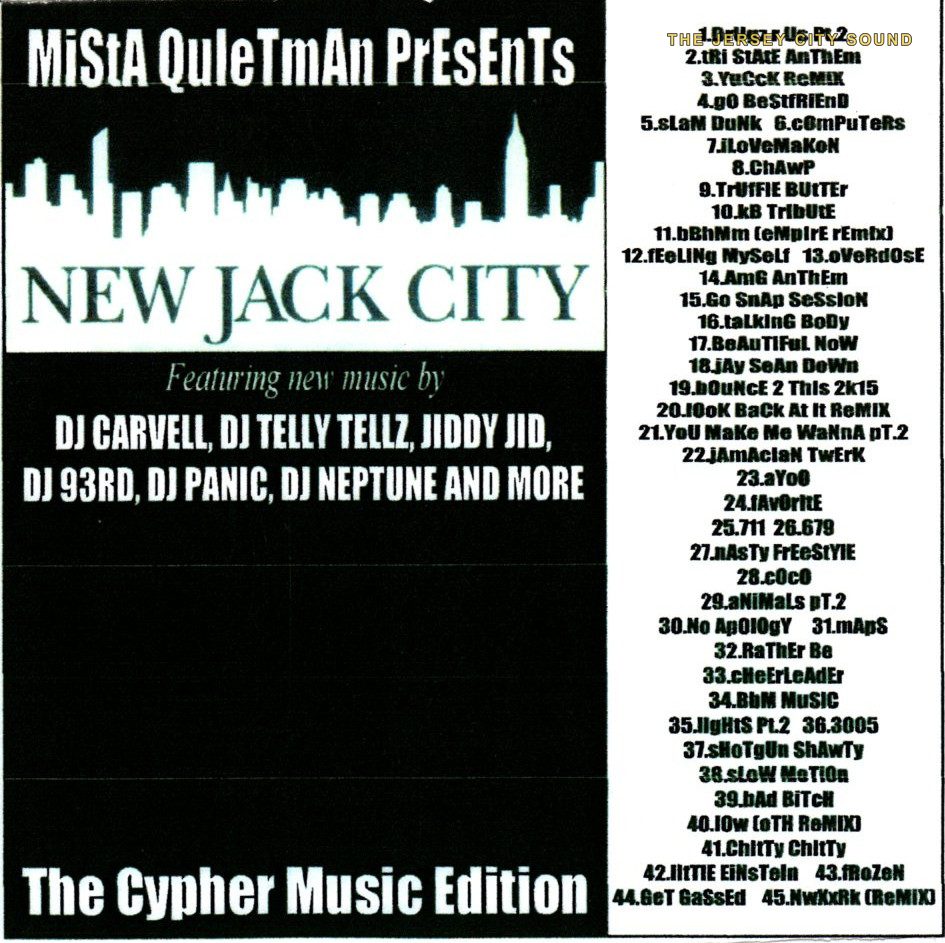 MiStA QuIeTmAn PrEsEnTs
NEW JACK CITY
Featuring new music by
DJ CARVELL, DJ TELLY TELLZ, JIDDY JID,
DJ 93RD, DJ PANIC, DJ NEPTUNE AND MORE
The Cypher Music Edition
THE JERSEY CITY SOUND
1. Pt.2
2.tRi StAtE AnThEm
3.YuCcK ReMIX
4.gO BeStfRiEnD
5.sLaM DuNk 6.cOmPuTeRs
7.iLoVeMaKoN
8.ChAwP
9.TrUfFlE BUtTEr
10.kB TrIbUtE
11.bBhMm (eMpIrE rEmIx)
12.fEeLINg MySeLf 13.oVeRdOsE
14.AmG AnThEm
15.Go SnAp SeSsIoN
16.taLkInG BoDy
17.BeAuTiFuL NoW
18.jAy SeAn DoWn
19.bOuNcE 2 ThIs 2k15
20.lOoK BaCk At It ReMIX
21.YoU MaKe Me WaNnA pT.2
22.jAmAcIaN TwErK
23.aYoO
24.fAvOrItE
25.711 26.679
27.nAsTy FrEeStYlE
28.cOcO
29.aNiMaLs pT.2
30.No ApOlOgY 31.mApS
32.RaThEr Be
33.cHeErLeAdEr
34.BbM MuSiC
35.lIgHtS Pt.2 36.3005
37.sHoTgUn ShAwTy
38.sLoW MoTiOn
39.bAd BiTcH
40.lOw (oTH ReMIX)
41.ChItTy ChItTy
42.lItTlE EiNsTeIn 43.fRoZeN
44.GeT GaSsEd 45.NwXxRk (ReMiX)